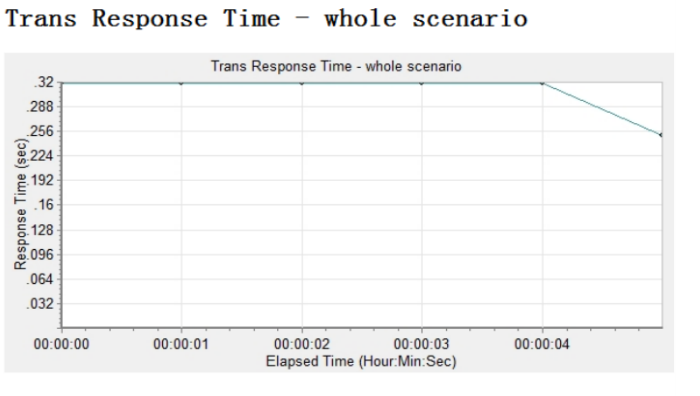 Trans Response Time - whole scenario
Trans Response Time - whole scenario
.32
.288
.256
.224
.192
.16
.128
.096
.064
.032
Response Time (sec)
00:00:00 00:00:01 00:00:02 00:00:03 00:00:04
Elapsed Time (Hour:Min:Sec)